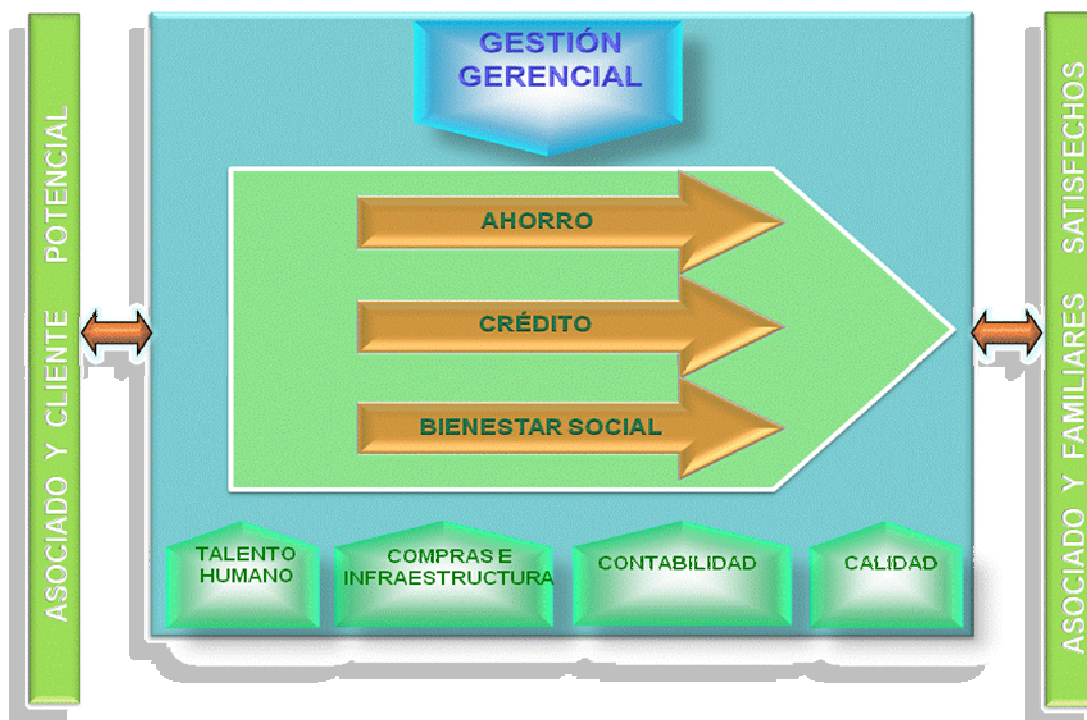 GESTIÓN
GERENCIAL
ASOCIADO Y CLIENTE POTENCIAL
AHORRO
CRÉDITO
BIENESTAR SOCIAL
TALENTO
HUMANO
COMPRAS E
INFRAESTRUCTURA
CONTABILIDAD
CALIDAD
ASOCIADO Y FAMILIARES SATISFECHOS